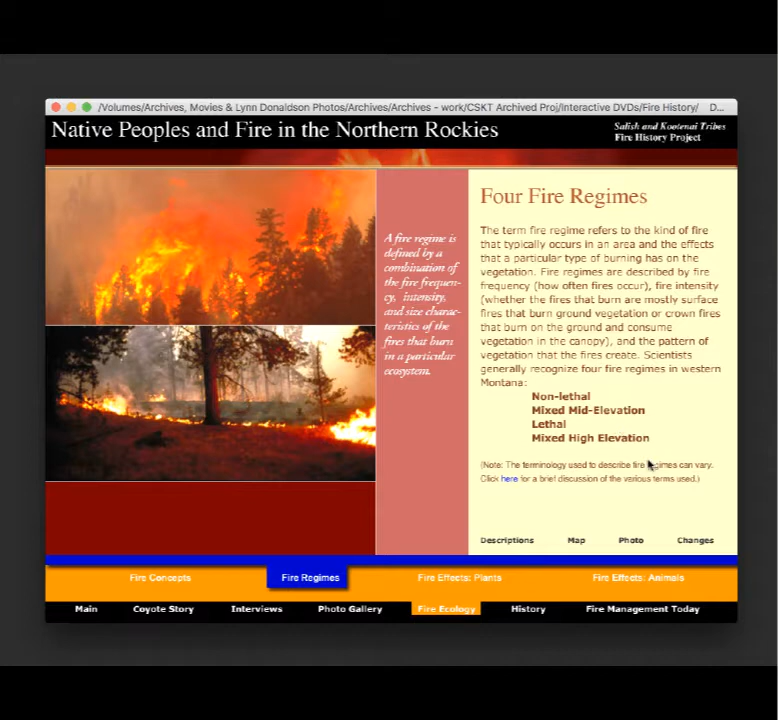 /Volumes/Archives, Movies & Lynn Donaldson Photos/Archives/Archives - work/CSKT Archived Proj/Interactive DVDs/Fire History/ D...
Native Peoples and Fire in the Northern Rockies
Salish and Kootenai Tribes
Fire History Project
A fire regime is
defined by a
combination of
the fire frequen-
cy, intensity,
and size charac-
teristics of the
fires that burn
in a particular
ecosystem.
Four Fire Regimes
The term fire regime refers to the kind of fire
that typically occurs in an area and the effects
that a particular type of burning has on the
vegetation. Fire regimes are described by fire
frequency (how often fires occur), fire intensity
(whether the fires that burn are mostly surface
fires that burn ground vegetation or crown fires
that burn on the ground and consume
vegetation in the canopy), and the pattern of
vegetation that the fires create. Scientists
generally recognize four fire regimes in western
Montana:
Non-lethal
Mixed Mid-Elevation
Lethal
Mixed High Elevation
(Note: The terminology used to describe fire regimes can vary.
Click here for a brief discussion of the various terms used.)
Descriptions Map Photo Changes
Fire Concepts Fire Regimes Fire Effects: Plants Fire Effects: Animals
Main Coyote Story Interviews Photo Gallery Fire Ecology History Fire Management Today